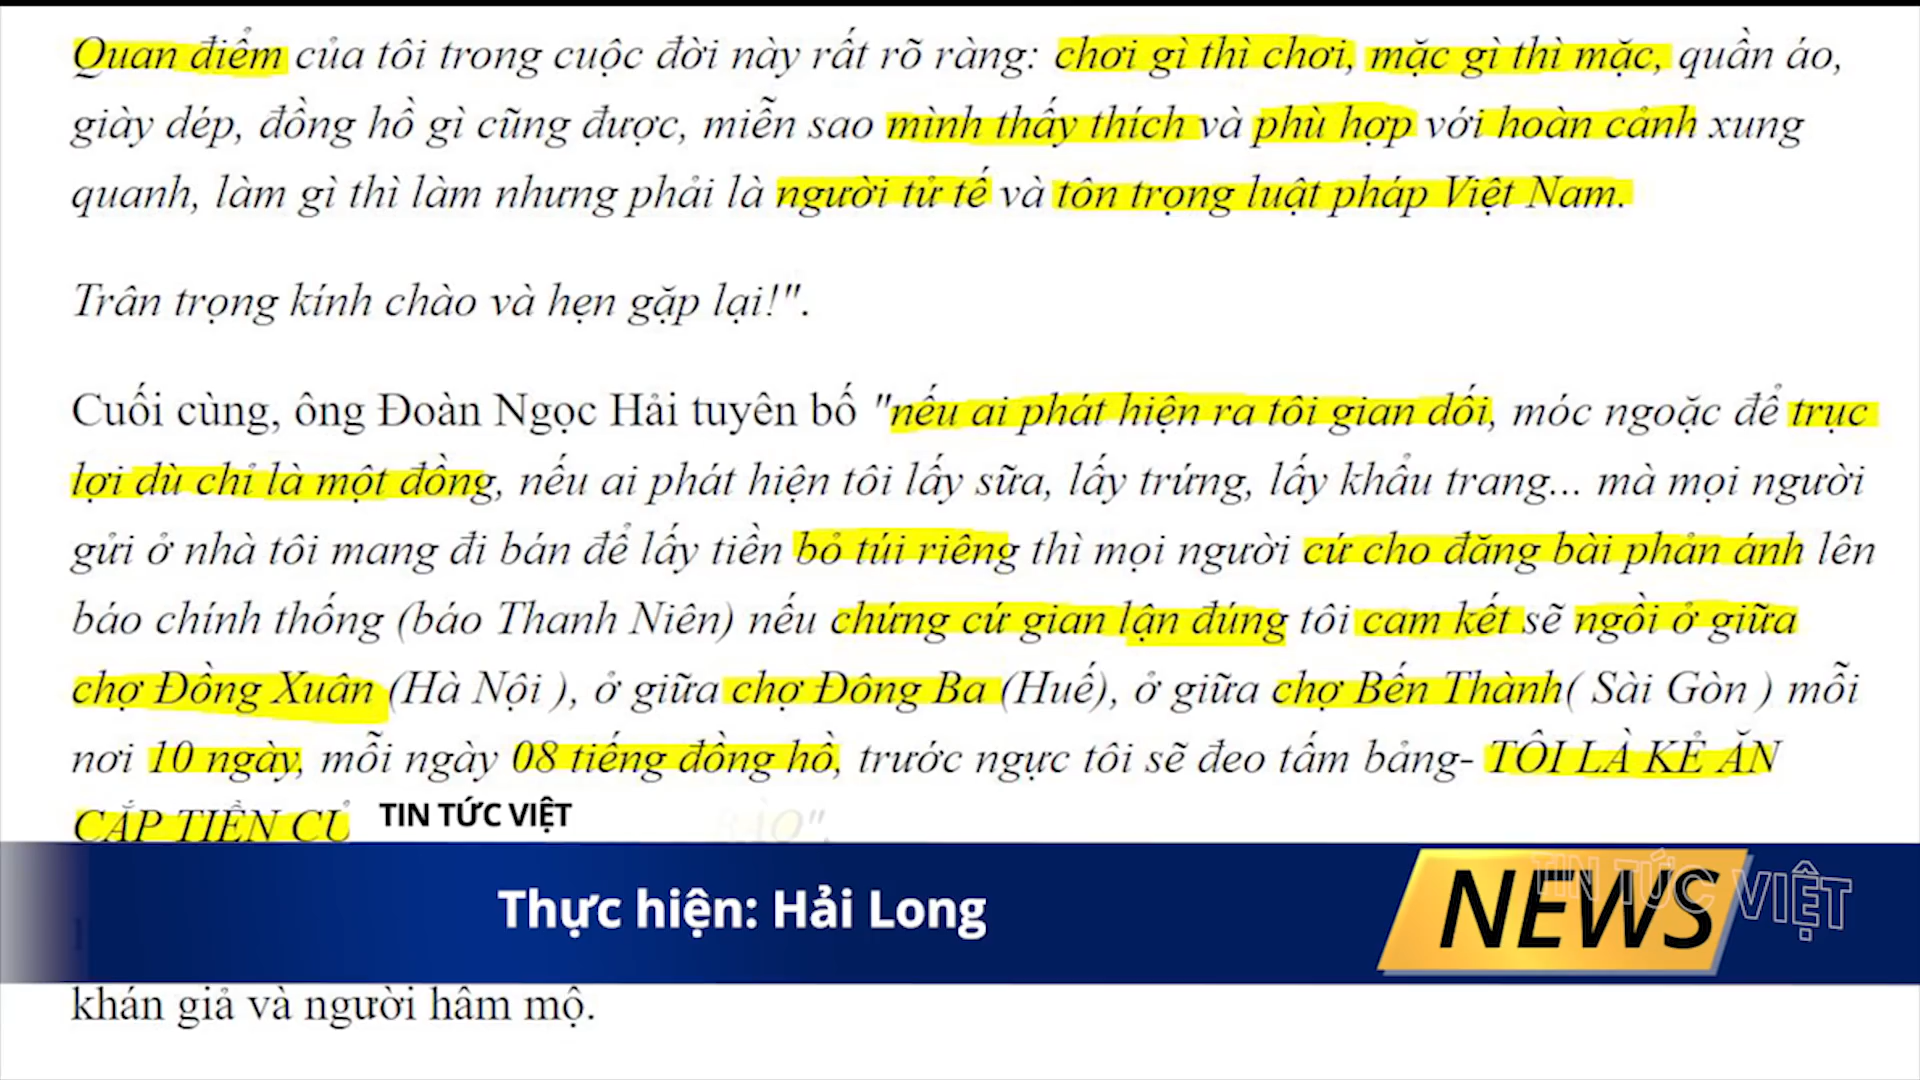 Quan điểm của tôi trong cuộc đời này rất rõ ràng: chơi gì thì chơi, mặc gì thì mặc, quần áo,
giày dép, đồng hồ gì cũng được, miễn sao mình thấy thích và phù hợp với hoàn cảnh xung
quanh, làm gì thì làm nhưng phải là người tử tế và tôn trọng luật pháp Việt Nam.
Trân trọng kính chào và hẹn gặp lại!".
Cuối cùng, ông Đoàn Ngọc Hải tuyên bố "nếu ai phát hiện ra tôi gian dối, móc ngoặc để trục
lợi dù chỉ là một đồng, nếu ai phát hiện tôi lấy sữa, lấy trứng, lấy khẩu trang... mà mọi người
gửi ở nhà tôi mang đi bán để lấy tiền bỏ túi riêng thì mọi người cứ cho đăng bài phản ánh lên
báo chính thống (báo Thanh Niên) nếu chứng cứ gian lận đúng tôi cam kết sẽ ngồi ở giữa
chợ Đồng Xuân (Hà Nội ), ở giữa chợ Đông Ba (Huế), ở giữa chợ Bến Thành( Sài Gòn ) mỗi
nơi 10 ngày, mỗi ngày 08 tiếng đồng hồ, trước ngực tôi sẽ đeo tấm bảng- TÔI LÀ KẺ ĂN
CẮP TIỀN BÀO".
TIN TỨC VIỆT
Thực hiện: Hải Long
NEWS
TIN TỨC VIỆT
khán giả và người hâm mộ.